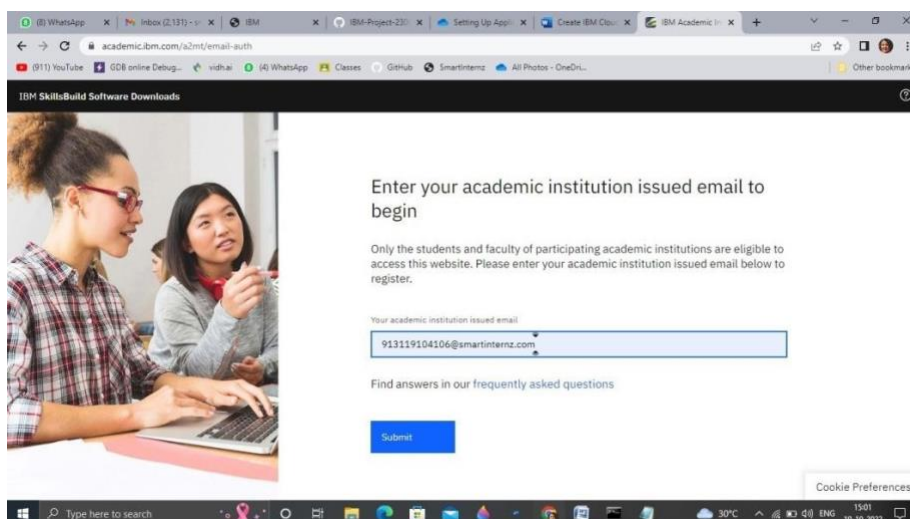 (8) WhatsApp
Inbox (2,131) - sr
IBM
IBM-Project-230
Setting Up Appli
Create IBM Clou
IBM Academic In
academic.ibm.com/a2mt/email-auth
(911) YouTube
GDB online Debug...
vidhai
(4) WhatsApp
Classes
GitHub
Smartinternz
All Photos - OneDri...
Other bookmark
IBM SkillsBuild Software Downloads
Enter your academic institution issued email to
begin
Only the students and faculty of participating academic institutions are eligible to
access this website. Please enter your academic institution issued email below to
register.
Your academic institution issued email
913119104106@smartinternz.com
Find answers in our frequently asked questions
Submit
Cookie Preferences
Type here to search
30°C
ENG
15:01